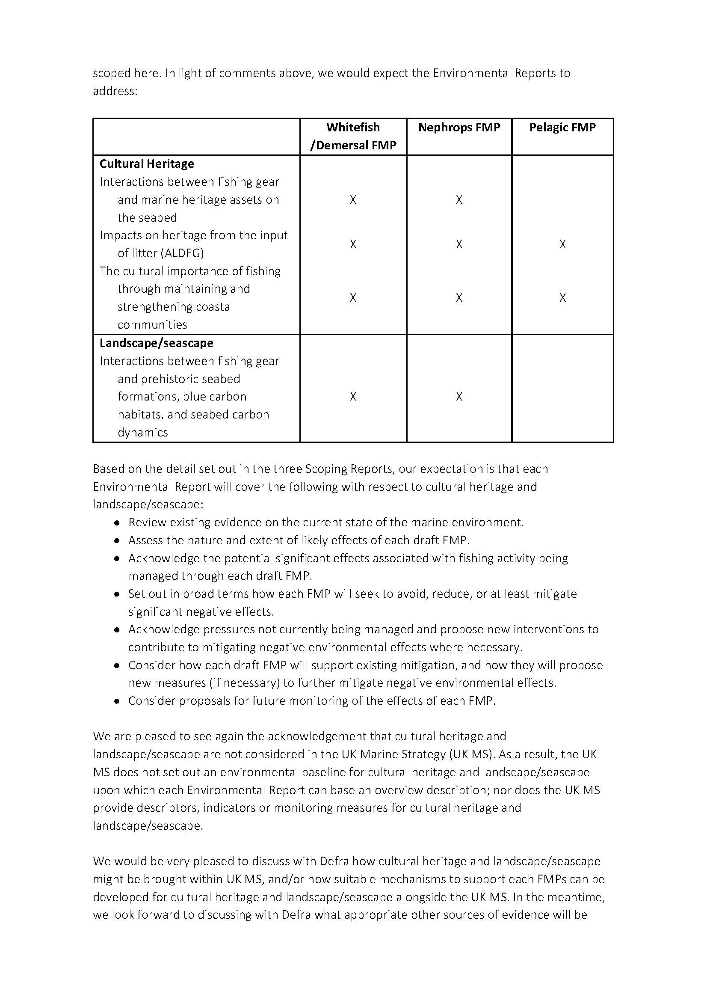 scoped here. In light of comments above, we would expect the Environmental Reports to
address:
Whitefish
/Demersal FMP
Nephrops FMP
Pelagic FMP
Cultural Heritage
Interactions between fishing gear
and marine heritage assets on
the seabed
X
X
Impacts on heritage from the input
of litter (ALDFG)
X
X
X
The cultural importance of fishing
through maintaining and
strengthening coastal
communities
X
X
X
Landscape/seascape
Interactions between fishing gear
and prehistoric seabed
formations, blue carbon
habitats, and seabed carbon
dynamics
X
X
Based on the detail set out in the three Scoping Reports, our expectation is that each
Environmental Report will cover the following with respect to cultural heritage and
landscape/seascape:
• Review existing evidence on the current state of the marine environment.
• Assess the nature and extent of likely effects of each draft FMP.
• Acknowledge the potential significant effects associated with fishing activity being
managed through each draft FMP.
• Set out in broad terms how each FMP will seek to avoid, reduce, or at least mitigate
significant negative effects.
• Acknowledge pressures not currently being managed and propose new interventions to
contribute to mitigating negative environmental effects where necessary.
• Consider how each draft FMP will support existing mitigation, and how they will propose
new measures (if necessary) to further mitigate negative environmental effects.
• Consider proposals for future monitoring of the effects of each FMP.
We are pleased to see again the acknowledgement that cultural heritage and
landscape/seascape are not considered in the UK Marine Strategy (UK MS). As a result, the UK
MS does not set out an environmental baseline for cultural heritage and landscape/seascape
upon which each Environmental Report can base an overview description; nor does the UK MS
provide descriptors, indicators or monitoring measures for cultural heritage and
landscape/seascape.
We would be very pleased to discuss with Defra how cultural heritage and landscape/seascape
might be brought within UK MS, and/or how suitable mechanisms to support each FMPs can be
developed for cultural heritage and landscape/seascape alongside the UK MS. In the meantime,
we look forward to discussing with Defra what appropriate other sources of evidence will be